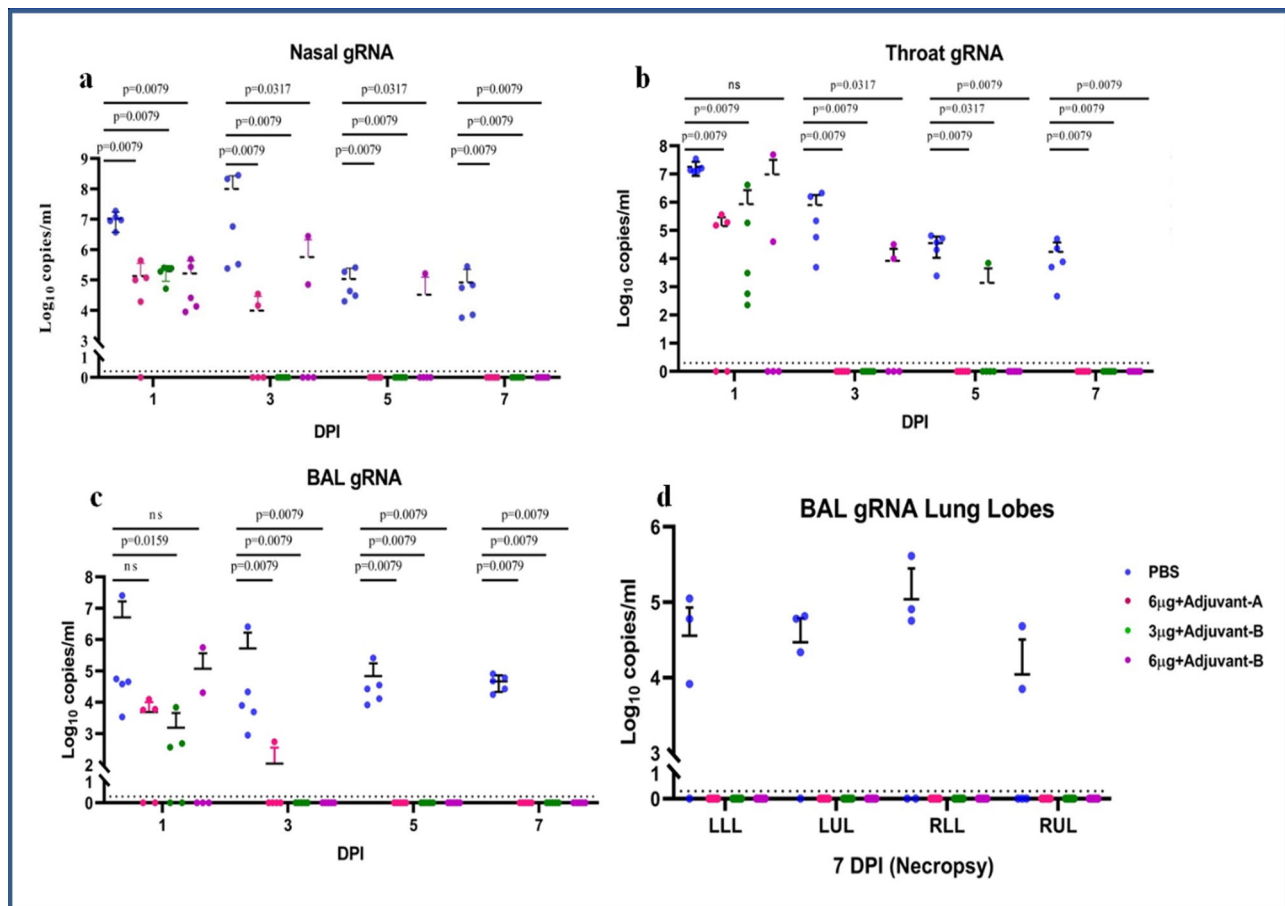 Nasal gRNA
a
p=0.0079 p=0.0317 p=0.0317 p=0.0079
p=0.0079 p=0.0079 p=0.0079 p=0.0079
p=0.0079 p=0.0079 p=0.0079 p=0.0079
9
8
7
6
5
4
3
1
0
Log10 copies/ml
1 3 5 7
DPI
Throat gRNA
b
ns p=0.0317 p=0.0079 p=0.0079
p=0.0079 p=0.0079 p=0.0317 p=0.0079
p=0.0079 p=0.0079 p=0.0079 p=0.0079
8
7
6
5
4
3
2
1
0
Log10 copies/ml
1 3 5 7
DPI
BAL gRNA
c
ns p=0.0079 p=0.0079 p=0.0079
p=0.0159 p=0.0079 p=0.0079 p=0.0079
ns p=0.0079 p=0.0079 p=0.0079
8
7
6
5
4
3
2
1
0
Log10 copies/ml
1 3 5 7
DPI
d
BAL gRNA Lung Lobes
6
5
4
3
1
0
Log10 copies/ml
LLL LUL RLL RUL
7 DPI (Necropsy)
PBS
6µg+Adjuvant-A
3µg+Adjuvant-B
6µg+Adjuvant-B